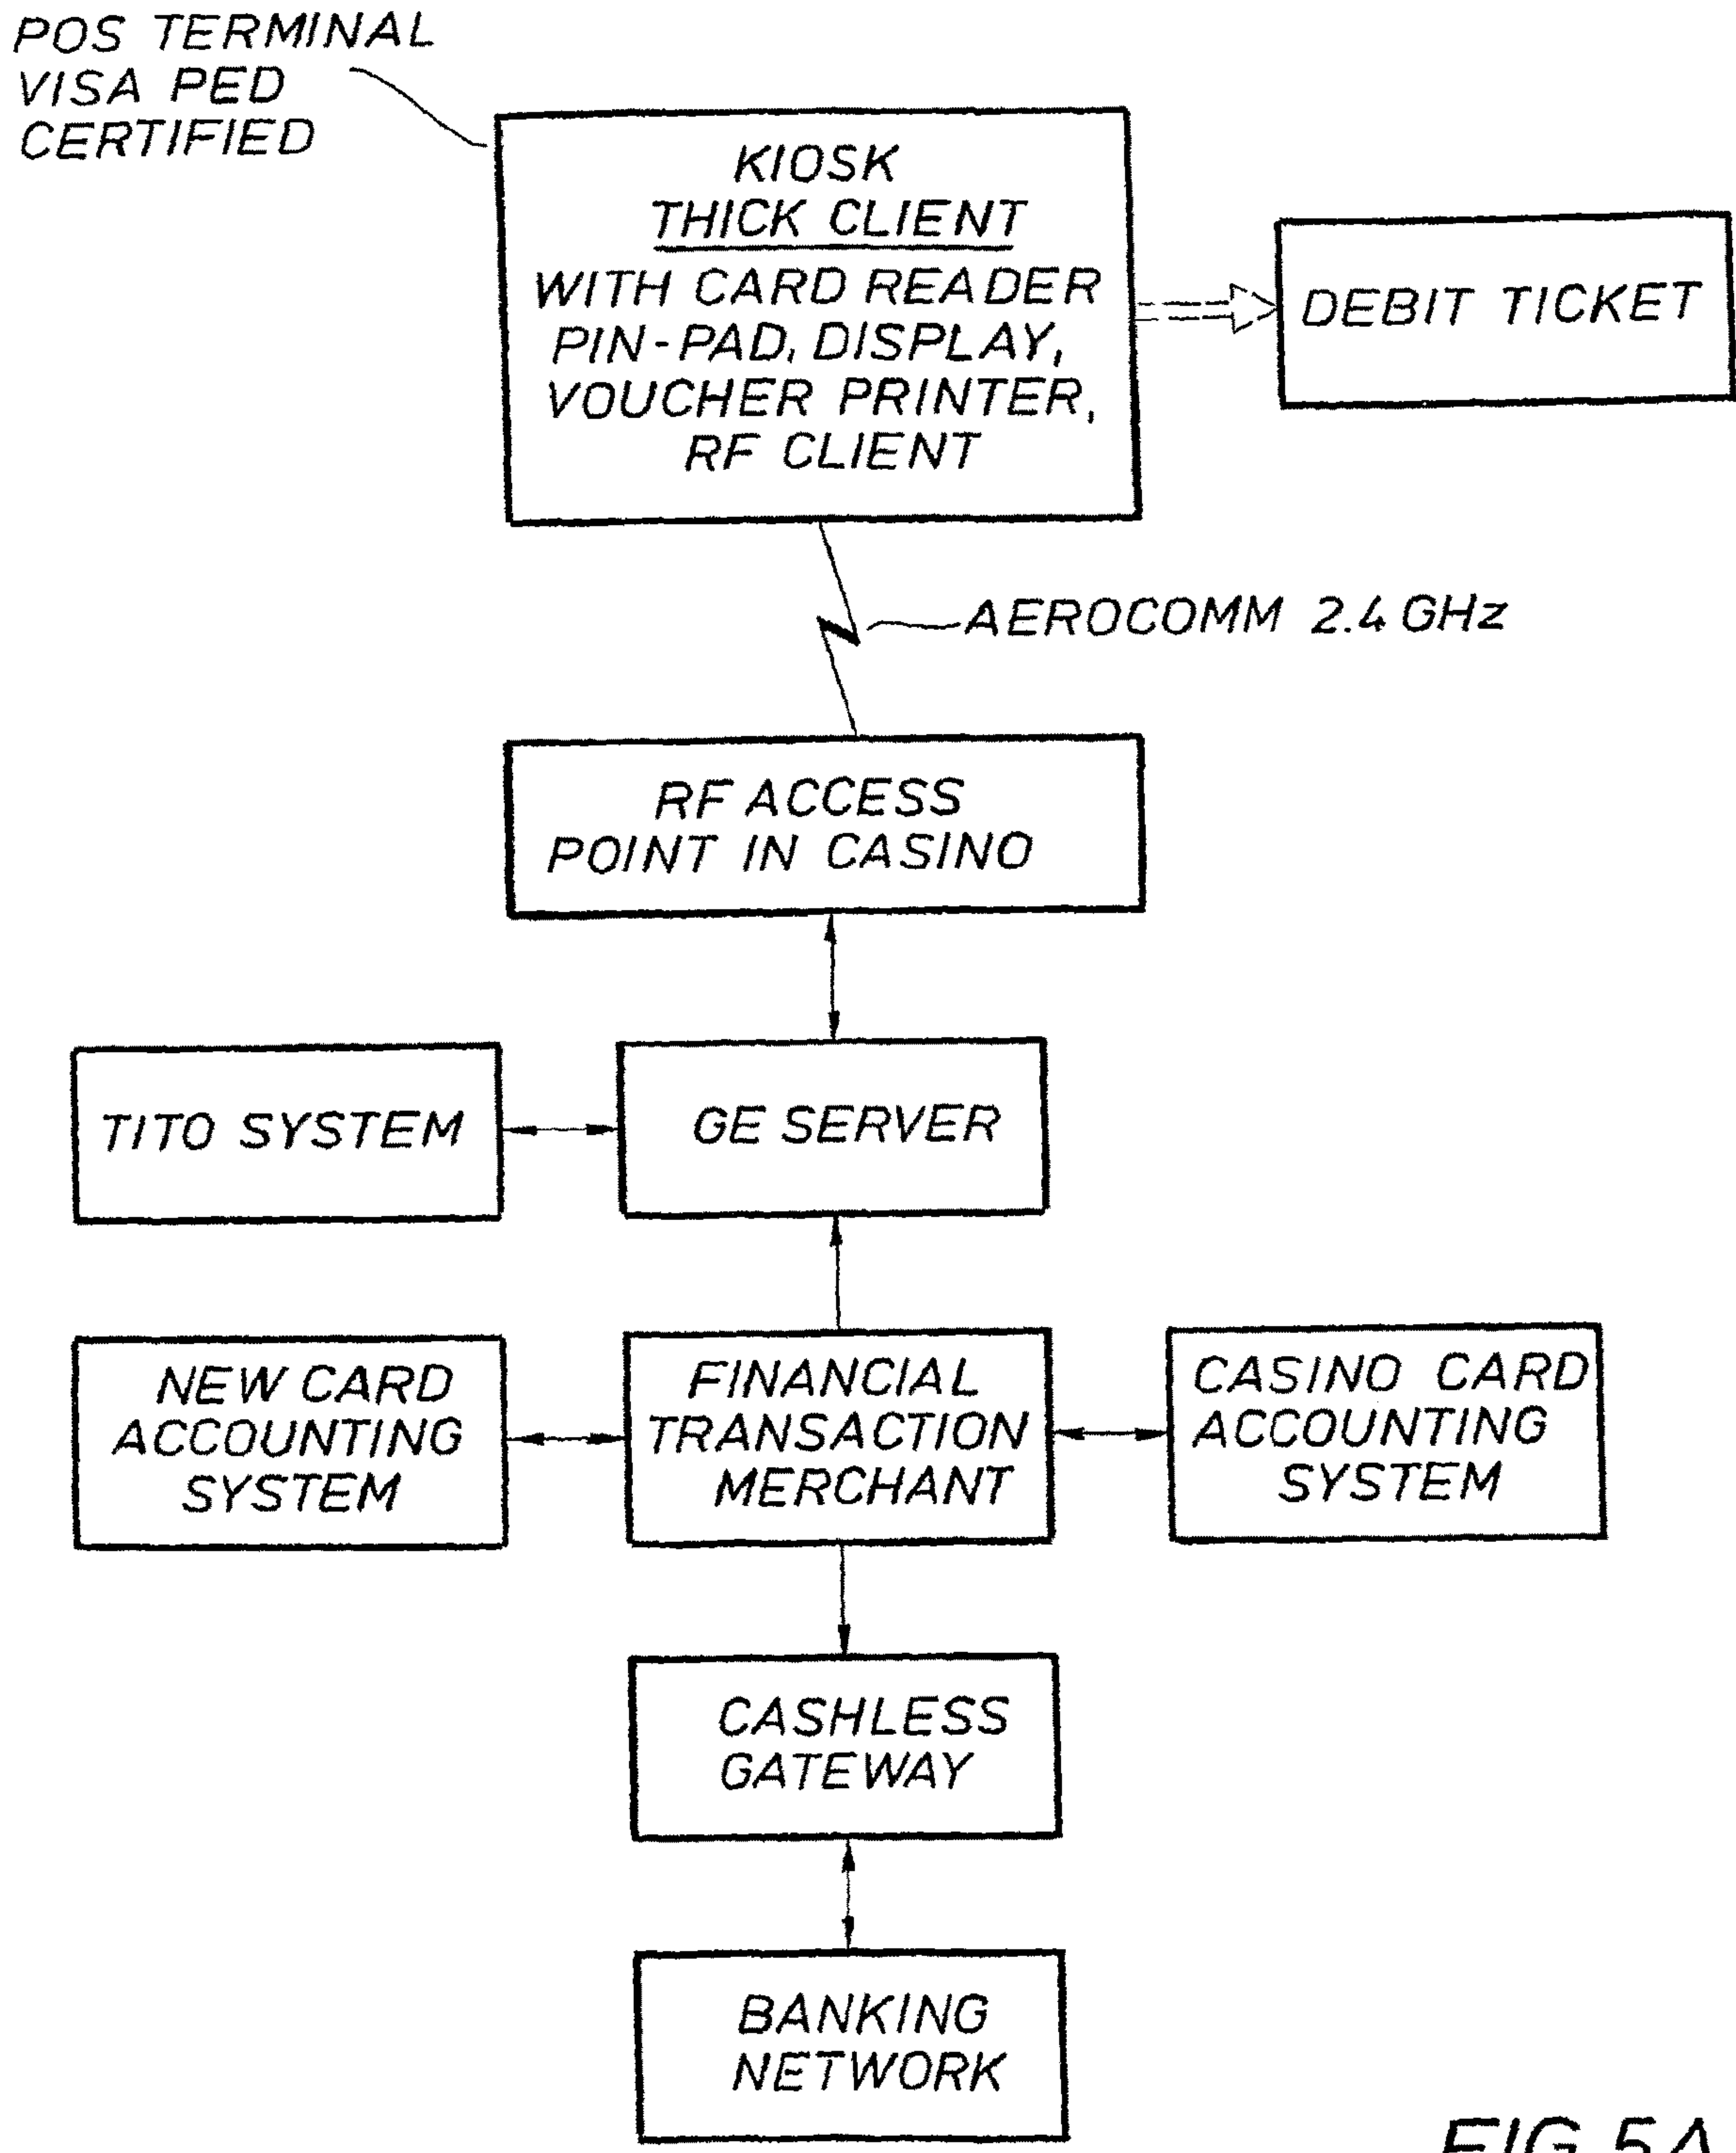 POS TERMINAL
VISA PED
CERTIFIED
KIOSK
THICK CLIENT
WITH CARD READER
PIN-PAD, DISPLAY,
VOUCHER PRINTER,
RF CLIENT
DEBIT TICKET
AEROCOMM 2.4 GHz
RF ACCESS
POINT IN CASINO
TITO SYSTEM
GE SERVER
NEW CARD
ACCOUNTING
SYSTEM
FINANCIAL
TRANSACTION
MERCHANT
CASINO CARD
ACCOUNTING
SYSTEM
CASHLESS
GATEWAY
BANKING
NETWORK
FIG. 5A